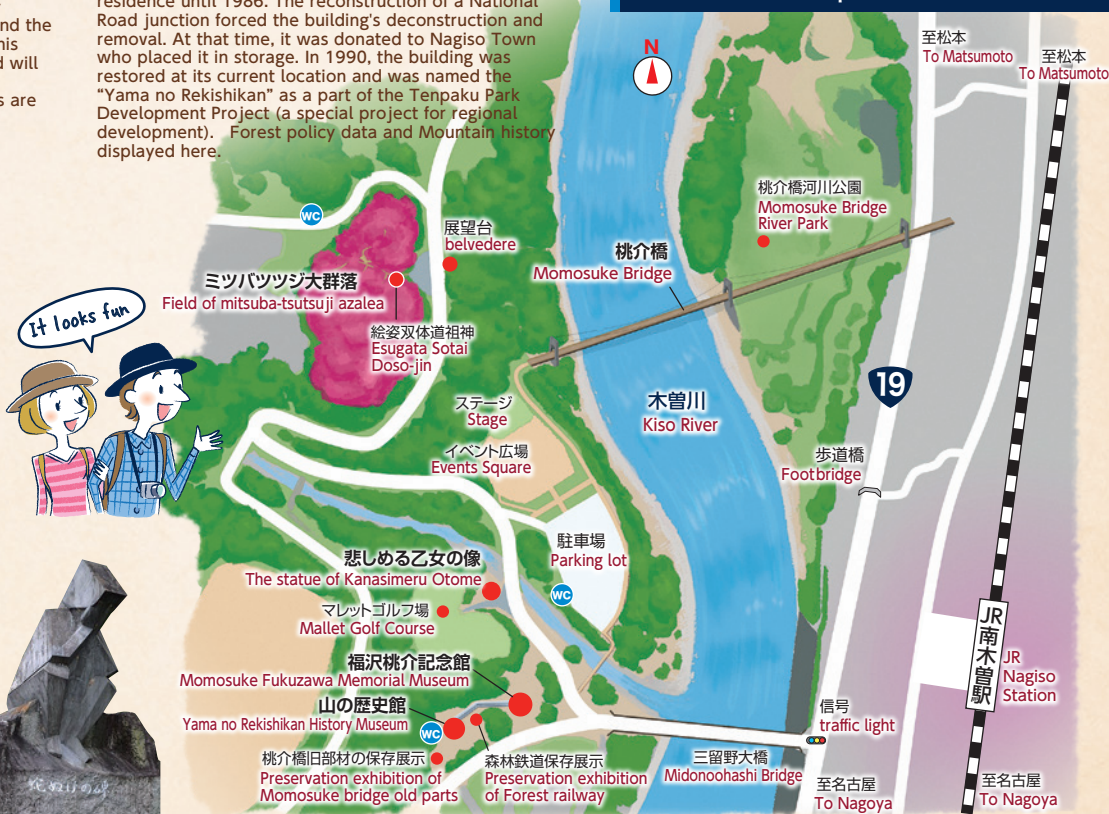 residence until 1986. The reconstruction of a National
Road junction forced the building's deconstruction and
removal. At that time, it was donated to Nagiso Town
who placed it in storage. In 1990, the building was
restored at its current location and was named the
“Yama no Rekishikan” as a part of the Tenpaku Park
Development Project (a special project for regional
development). Forest policy data and Mountain history
displayed here.
nd the
his
d will
s are
N
至松本
To Matsumoto
至松本
To Matsumoto
WC
展望台
belvedere
桃介橋河川公園
Momosuke Bridge
River Park
桃介橋
Momosuke Bridge
ミツバツツジ大群落
Field of mitsuba-tsutsuji azalea
絵姿双体道祖神
Esugata Sotai
Doso-jin
It looks fun
19
ステージ
Stage
木曽川
Kiso River
イベント広場
Events Square
歩道橋
Footbridge
駐車場
Parking lot
WC
悲しめる乙女の像
The statue of Kanasimeru Otome
マレットゴルフ場
Mallet Golf Course
福沢桃介記念館
Momosuke Fukuzawa Memorial Museum
山の歴史館
Yama no Rekishikan History Museum
WC
桃介橋旧部材の保存展示
Preservation exhibition of
Momosuke bridge old parts
森林鉄道保存展示
Preservation exhibition
of Forest railway
三留野大橋
Midonoohashi Bridge
信号
traffic light
JR南木曽駅
JR
Nagiso
Station
至名古屋
To Nagoya
至名古屋
To Nagoya